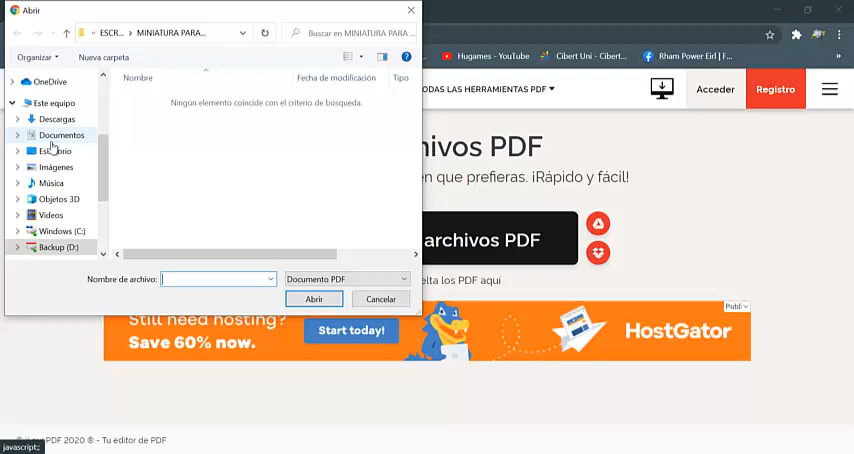 Abrir
ESCR...
MINIATURA PARA...
Buscar en MINIATURA PARA ...
Organizar
Nueva carpeta
OneDrive
Este equipo
Descargas
Documentos
Imágenes
Música
Objetos 3D
Videos
Windows (C:)
Backup (D:)
Nombre
Fecha de modificación
Tipo
Ningún elemento coincide con el criterio de búsqueda.
Nombre de archivo:
Documento PDF
Abrir
Cancelar
Hugames - YouTube
Cibert Uni - Cibert...
Rham Power Eirl | F...
»
ODAS LAS HERRAMIENTAS PDF
Acceder
Registro
hivos PDF
en que prefieras. ¡Rápido y fácil!
archivos PDF
elta los PDF aquí
Publi
Still need hosting?
Save 60% now.
Start today!
HostGator
PDF 2020 ® - Tu editor de PDF
javascript:;